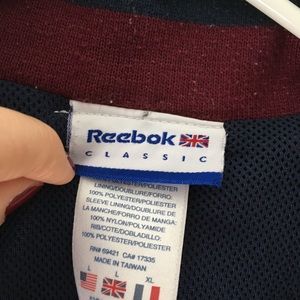 Reebok
CLASSIC
LINING/DOUBLURE/FORRO:
100% POLYESTER/POLIESTER
SLEEVE LINING/DOUBLURE DE
LA MANCHE/FORRO DE MANGA:
100% NYLON/POLYAMIDE
RIB/COTE/DOBLADILLO:
100% POLYESTER/POLIESTER
RN# 69421 CA# 17335
MADE IN TAIWAN
L L XL